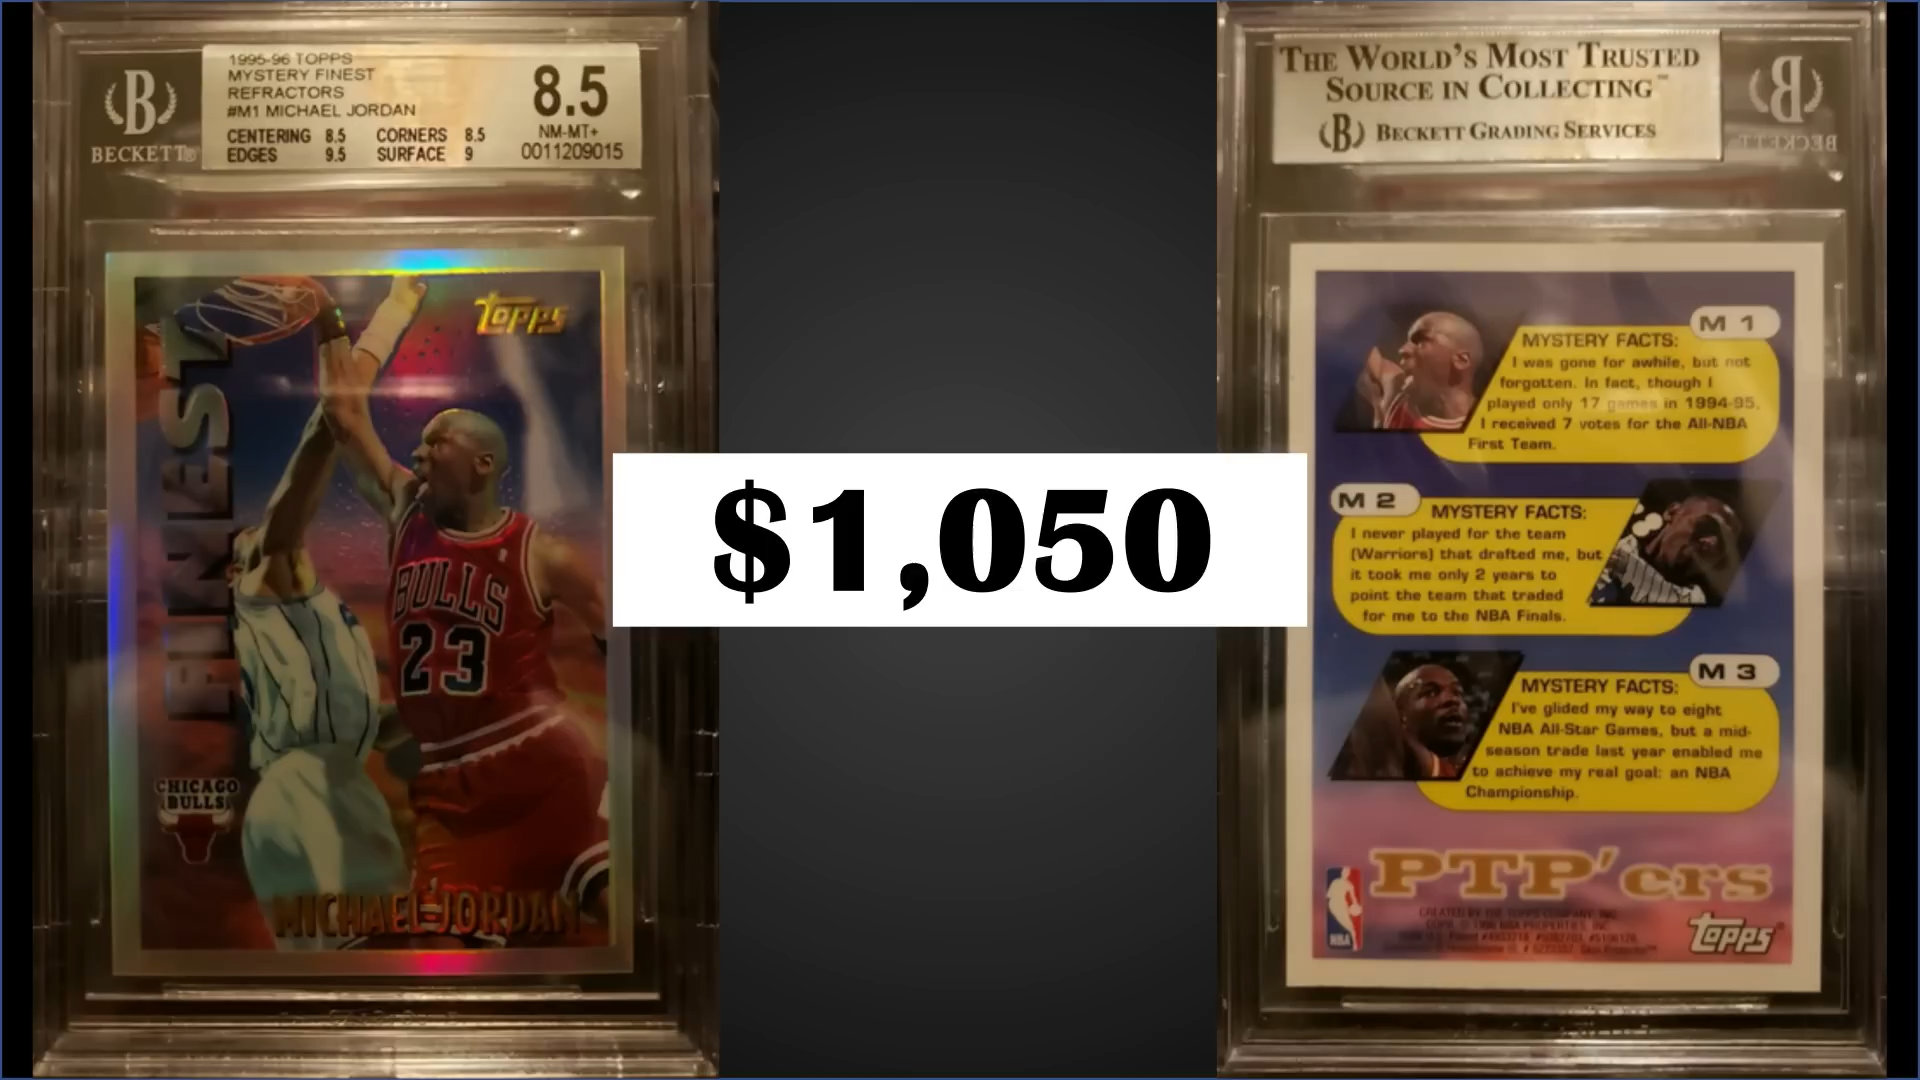 1995-96 TOPPS
MYSTERY FINEST
REFRACTORS
#M1 MICHAEL JORDAN
CENTERING 8.5 CORNERS 8.5
EDGES 9.5 SURFACE 9
8.5
NM-MT+
0011209015
B
BECKETT®
TOPPS
FINEST
BULLS
23
CHICAGO
BULLS
MICHAEL JORDAN
$1,050
THE WORLD'S MOST TRUSTED
SOURCE IN COLLECTING™
B BECKETT GRADING SERVICES
B
BECKETT
M 1
MYSTERY FACTS:
I was gone for awhile, but not
forgotten. In fact, though I
played only 17 games in 1994-95,
I received 7 votes for the All-NBA
First Team.
M 2
MYSTERY FACTS:
I never played for the team
(Warriors) that drafted me, but
it took me only 2 years to
point the team that traded
for me to the NBA Finals.
M 3
MYSTERY FACTS:
I've glided my way to eight
NBA All-Star Games, but a mid-
season trade last year enabled me
to achieve my real goal: an NBA
Championship.
PTP'ers
CREATED BY THE TOPPS COMPANY, INC.
COPR. © 1996 NBA PROPERTIES, INC.
NBA
TOPPS